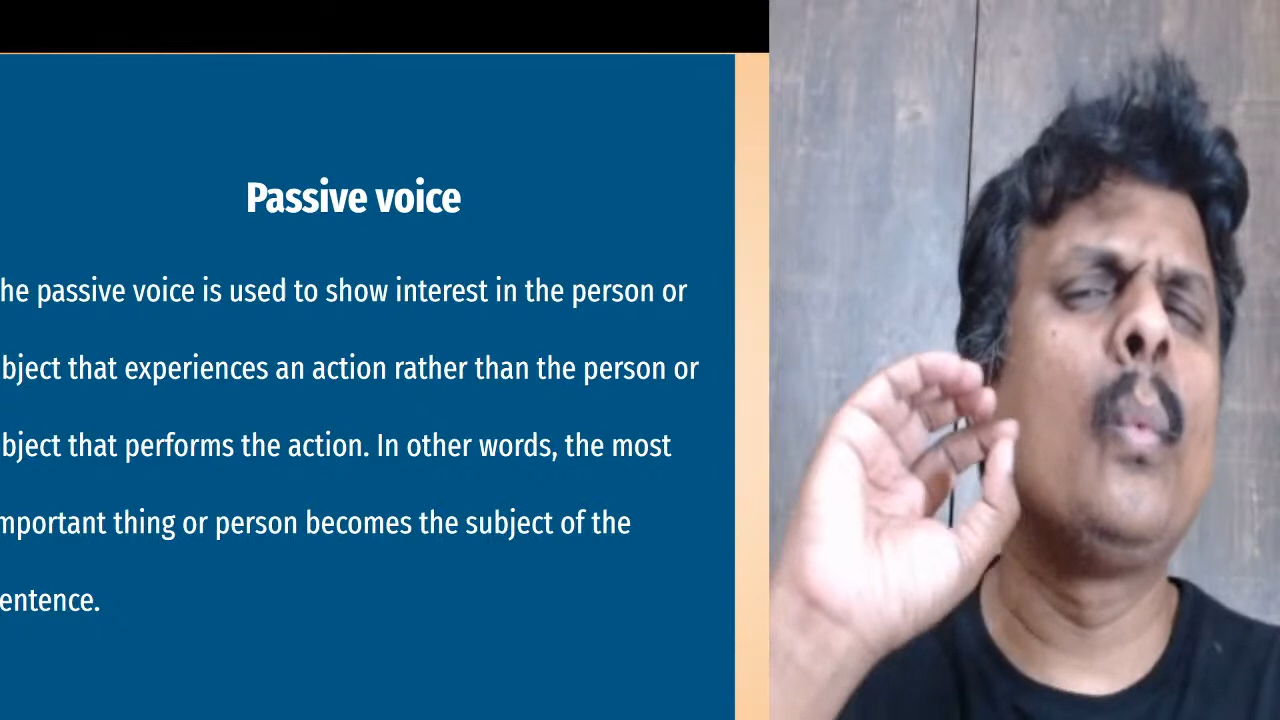 Passive voice
he passive voice is used to show interest in the person or
bject that experiences an action rather than the person or
bject that performs the action. In other words, the most
mportant thing or person becomes the subject of the
entence.